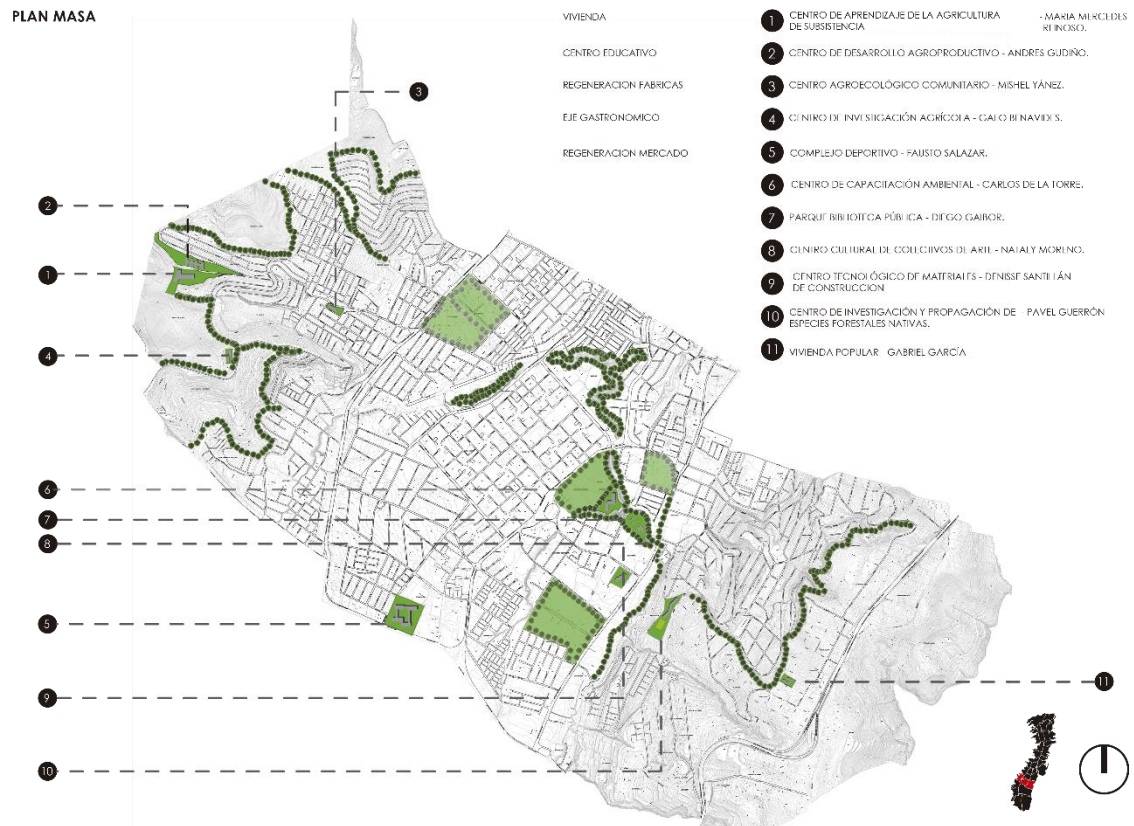 PLAN MASA
VIVIENDA
CENTRO EDUCATIVO
REGENERACION FABRICAS
EJE GASTRONOMICO
REGENERACION MERCADO
1 CENTRO DE APRENDIZAJE DE LA AGRICULTURA - MARIA MERCEDES
DE SUBSISTENCIA REINOSO.
2 CENTRO DE DESARROLLO AGROPRODUCTIVO - ANDRES GUDIÑO.
3 CENTRO AGROECOLÓGICO COMUNITARIO - MISHEL YÁNEZ.
4 CENTRO DE INVESTIGACIÓN AGRÍCOLA - GALO BENAVIDES.
5 COMPLEJO DEPORTIVO - FAUSTO SALAZAR.
6 CENTRO DE CAPACITACIÓN AMBIENTAL - CARLOS DE LA TORRE.
7 PARQUE BIBLIOTECA PÚBLICA - DIEGO GAIBOR.
8 CENTRO CULTURAL DE COLECTIVOS DE ARTE - NATALY MORENO.
9 CENTRO TECNOLÓGICO DE MATERIALES - DENISSE SANTILLÁN
DE CONSTRUCCION
10 CENTRO DE INVESTIGACIÓN Y PROPAGACIÓN DE PAVEL GUERRÓN
ESPECIES FORESTALES NATIVAS.
11 VIVIENDA POPULAR GABRIEL GARCÍA
3
2
1
4
6
7
8
5
9
11
10